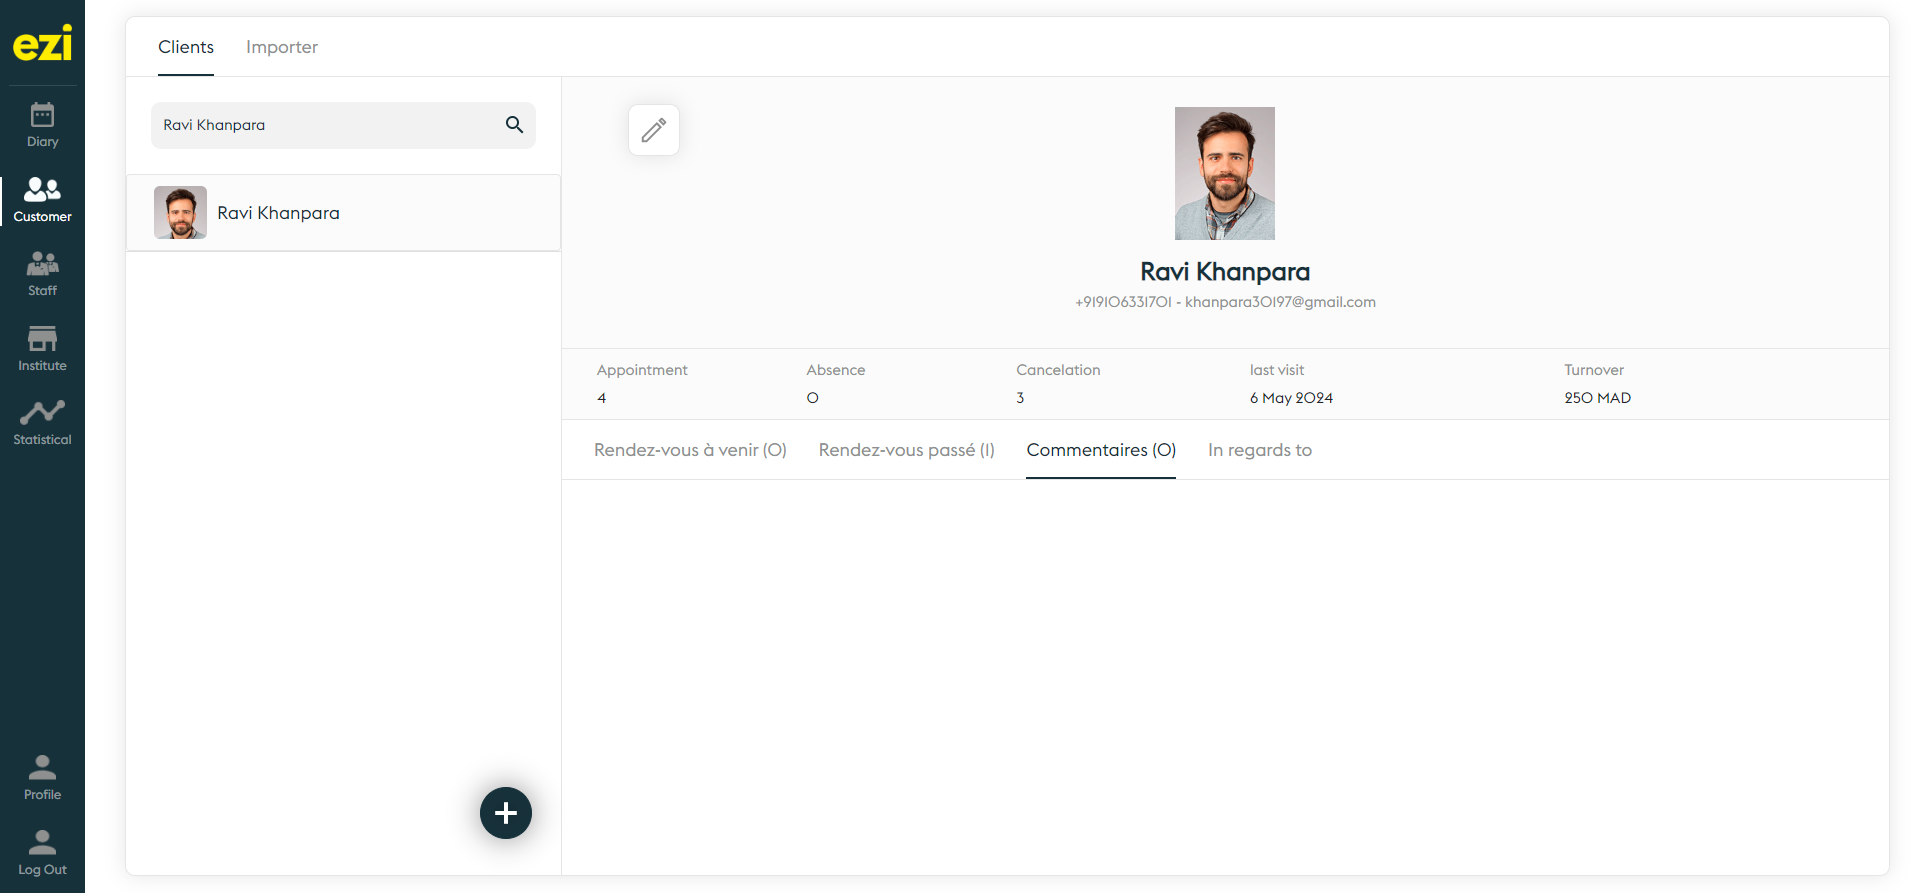 ezi
Diary
Customer
Staff
Institute
Statistical
Profile
Log Out
Clients Importer
Ravi Khanpara
Ravi Khanpara
Ravi Khanpara
+919106331701 - khanpara30197@gmail.com
Appointment Absence Cancelation last visit Turnover
4 0 3 6 May 2024 250 MAD
Rendez-vous à venir (0) Rendez-vous passé (1) Commentaires (0) In regards to